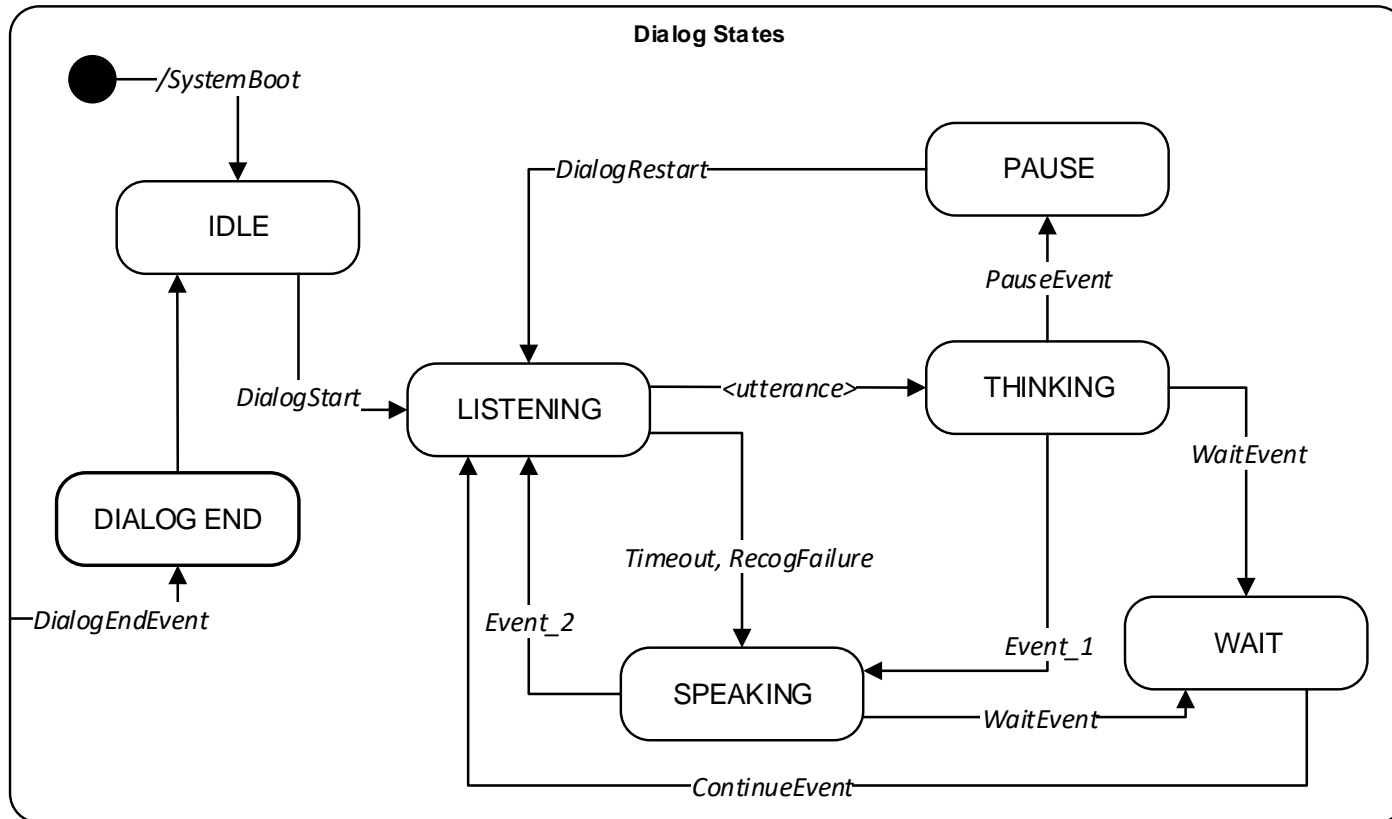 Dialog States
/SystemBoot
PAUSE
DialogRestart
IDLE
PauseEvent
THINKING
<utterance>
DialogStart
LISTENING
WaitEvent
DIALOG END
Timeout, RecogFailure
DialogEndEvent
Event_2
Event_1
WAIT
SPEAKING
WaitEvent
ContinueEvent